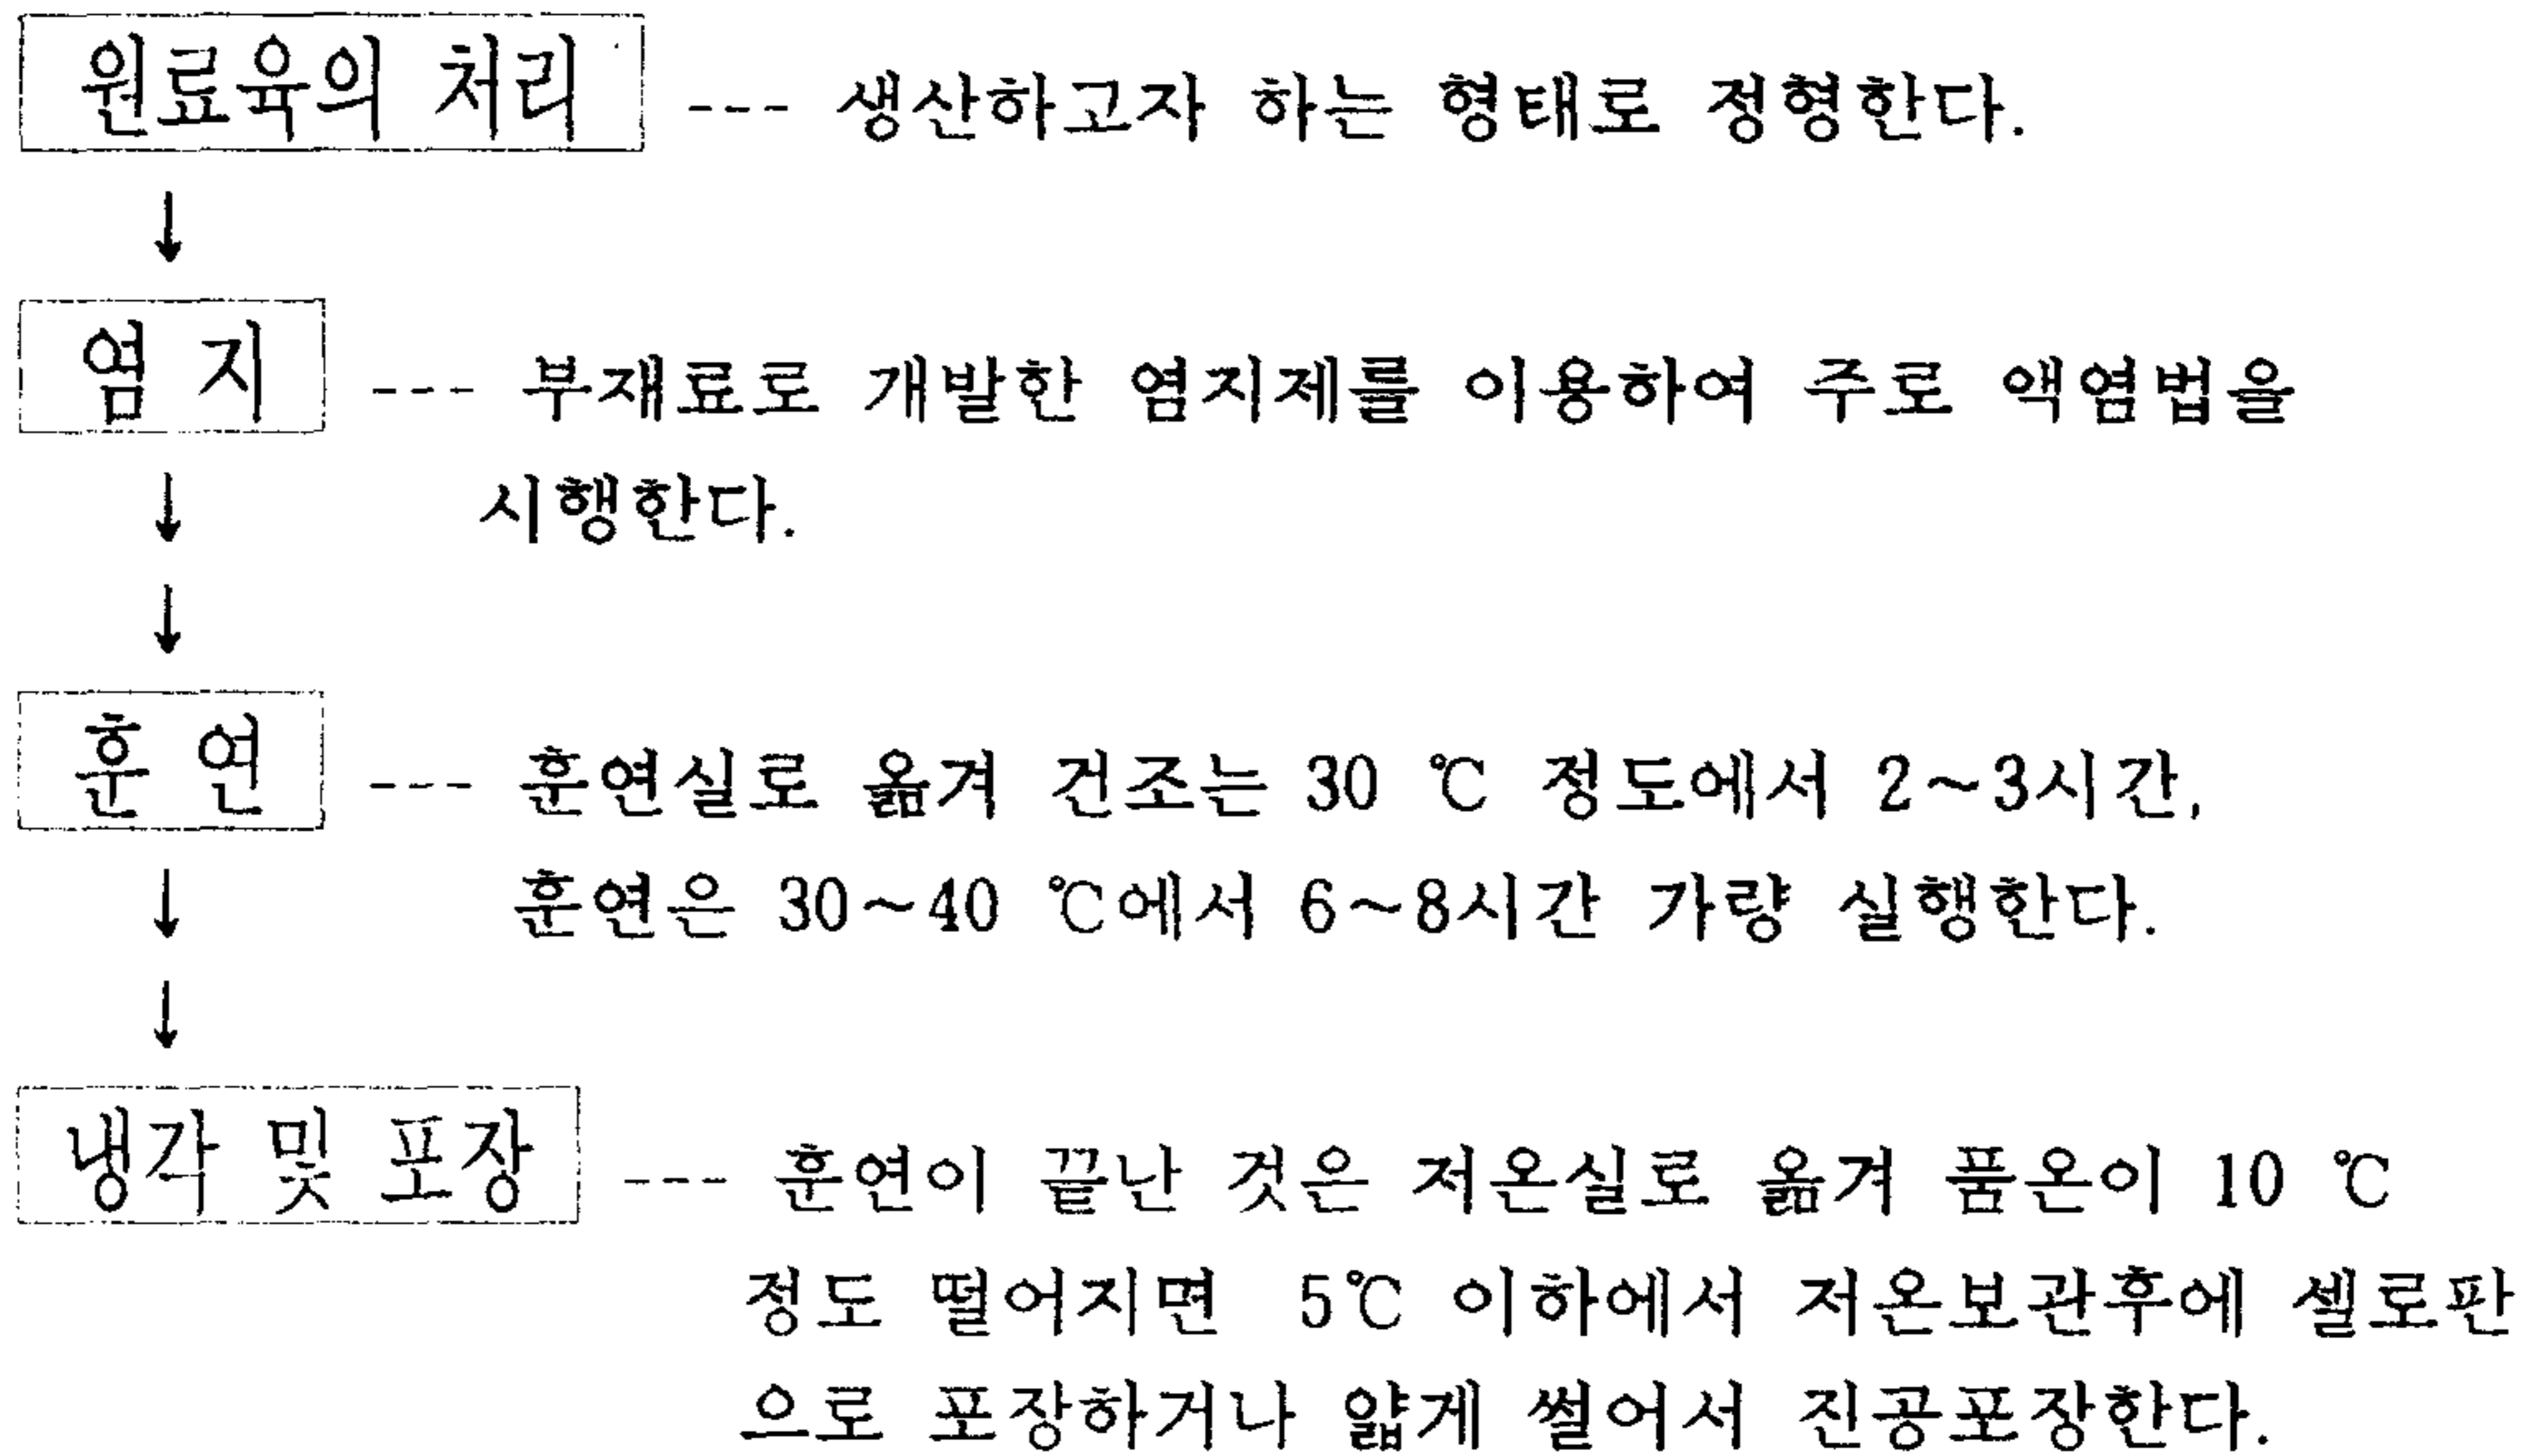 원료육의 처리 --- 생산하고자 하는 형태로 정형한다.
↓
염 지 --- 부재료로 개발한 염지제를 이용하여 주로 액염법을
↓ 시행한다.
↓
훈 연 --- 훈연실로 옮겨 건조는 30 ℃ 정도에서 2~3시간,
↓ 훈연은 30~40 ℃에서 6~8시간 가량 실행한다.
↓
냉각 및 포장 --- 훈연이 끝난 것은 저온실로 옮겨 품온이 10 ℃
정도 떨어지면 5℃ 이하에서 저온보관후에 셀로판
으로 포장하거나 얇게 썰어서 진공포장한다.